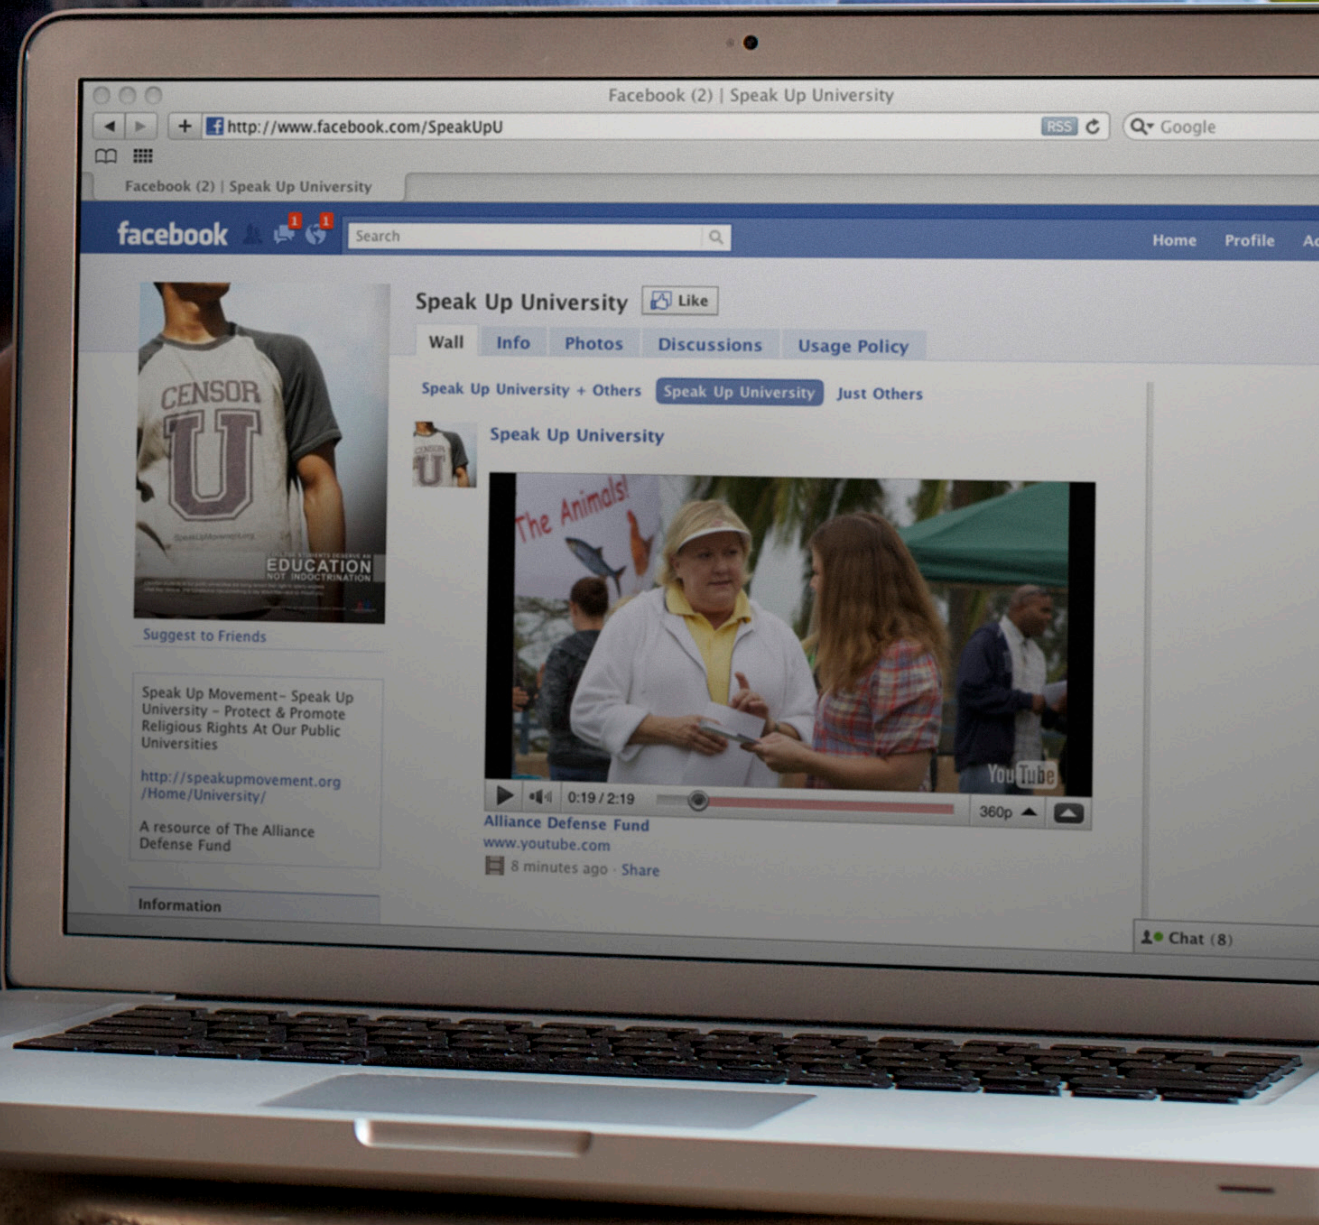 Facebook (2) | Speak Up University
http://www.facebook.com/SpeakUpU
RSS
Google
Facebook (2) | Speak Up University
facebook
1
1
Search
Home
Profile
Speak Up University
Like
Wall
Info
Photos
Discussions
Usage Policy
Speak Up University + Others
Speak Up University
Just Others
Speak Up University
CENSOR
U
SpeakUpMovement.org
EDUCATION
NOT INDOCTRINATION
CENSOR
U
The Animals!
YouTube
0:19 / 2:19
360p
Alliance Defense Fund
www.youtube.com
8 minutes ago · Share
Suggest to Friends
Speak Up Movement- Speak Up
University - Protect & Promote
Religious Rights At Our Public
Universities
http://speakupmovement.org
/Home/University/
A resource of The Alliance
Defense Fund
Information
Chat (8)